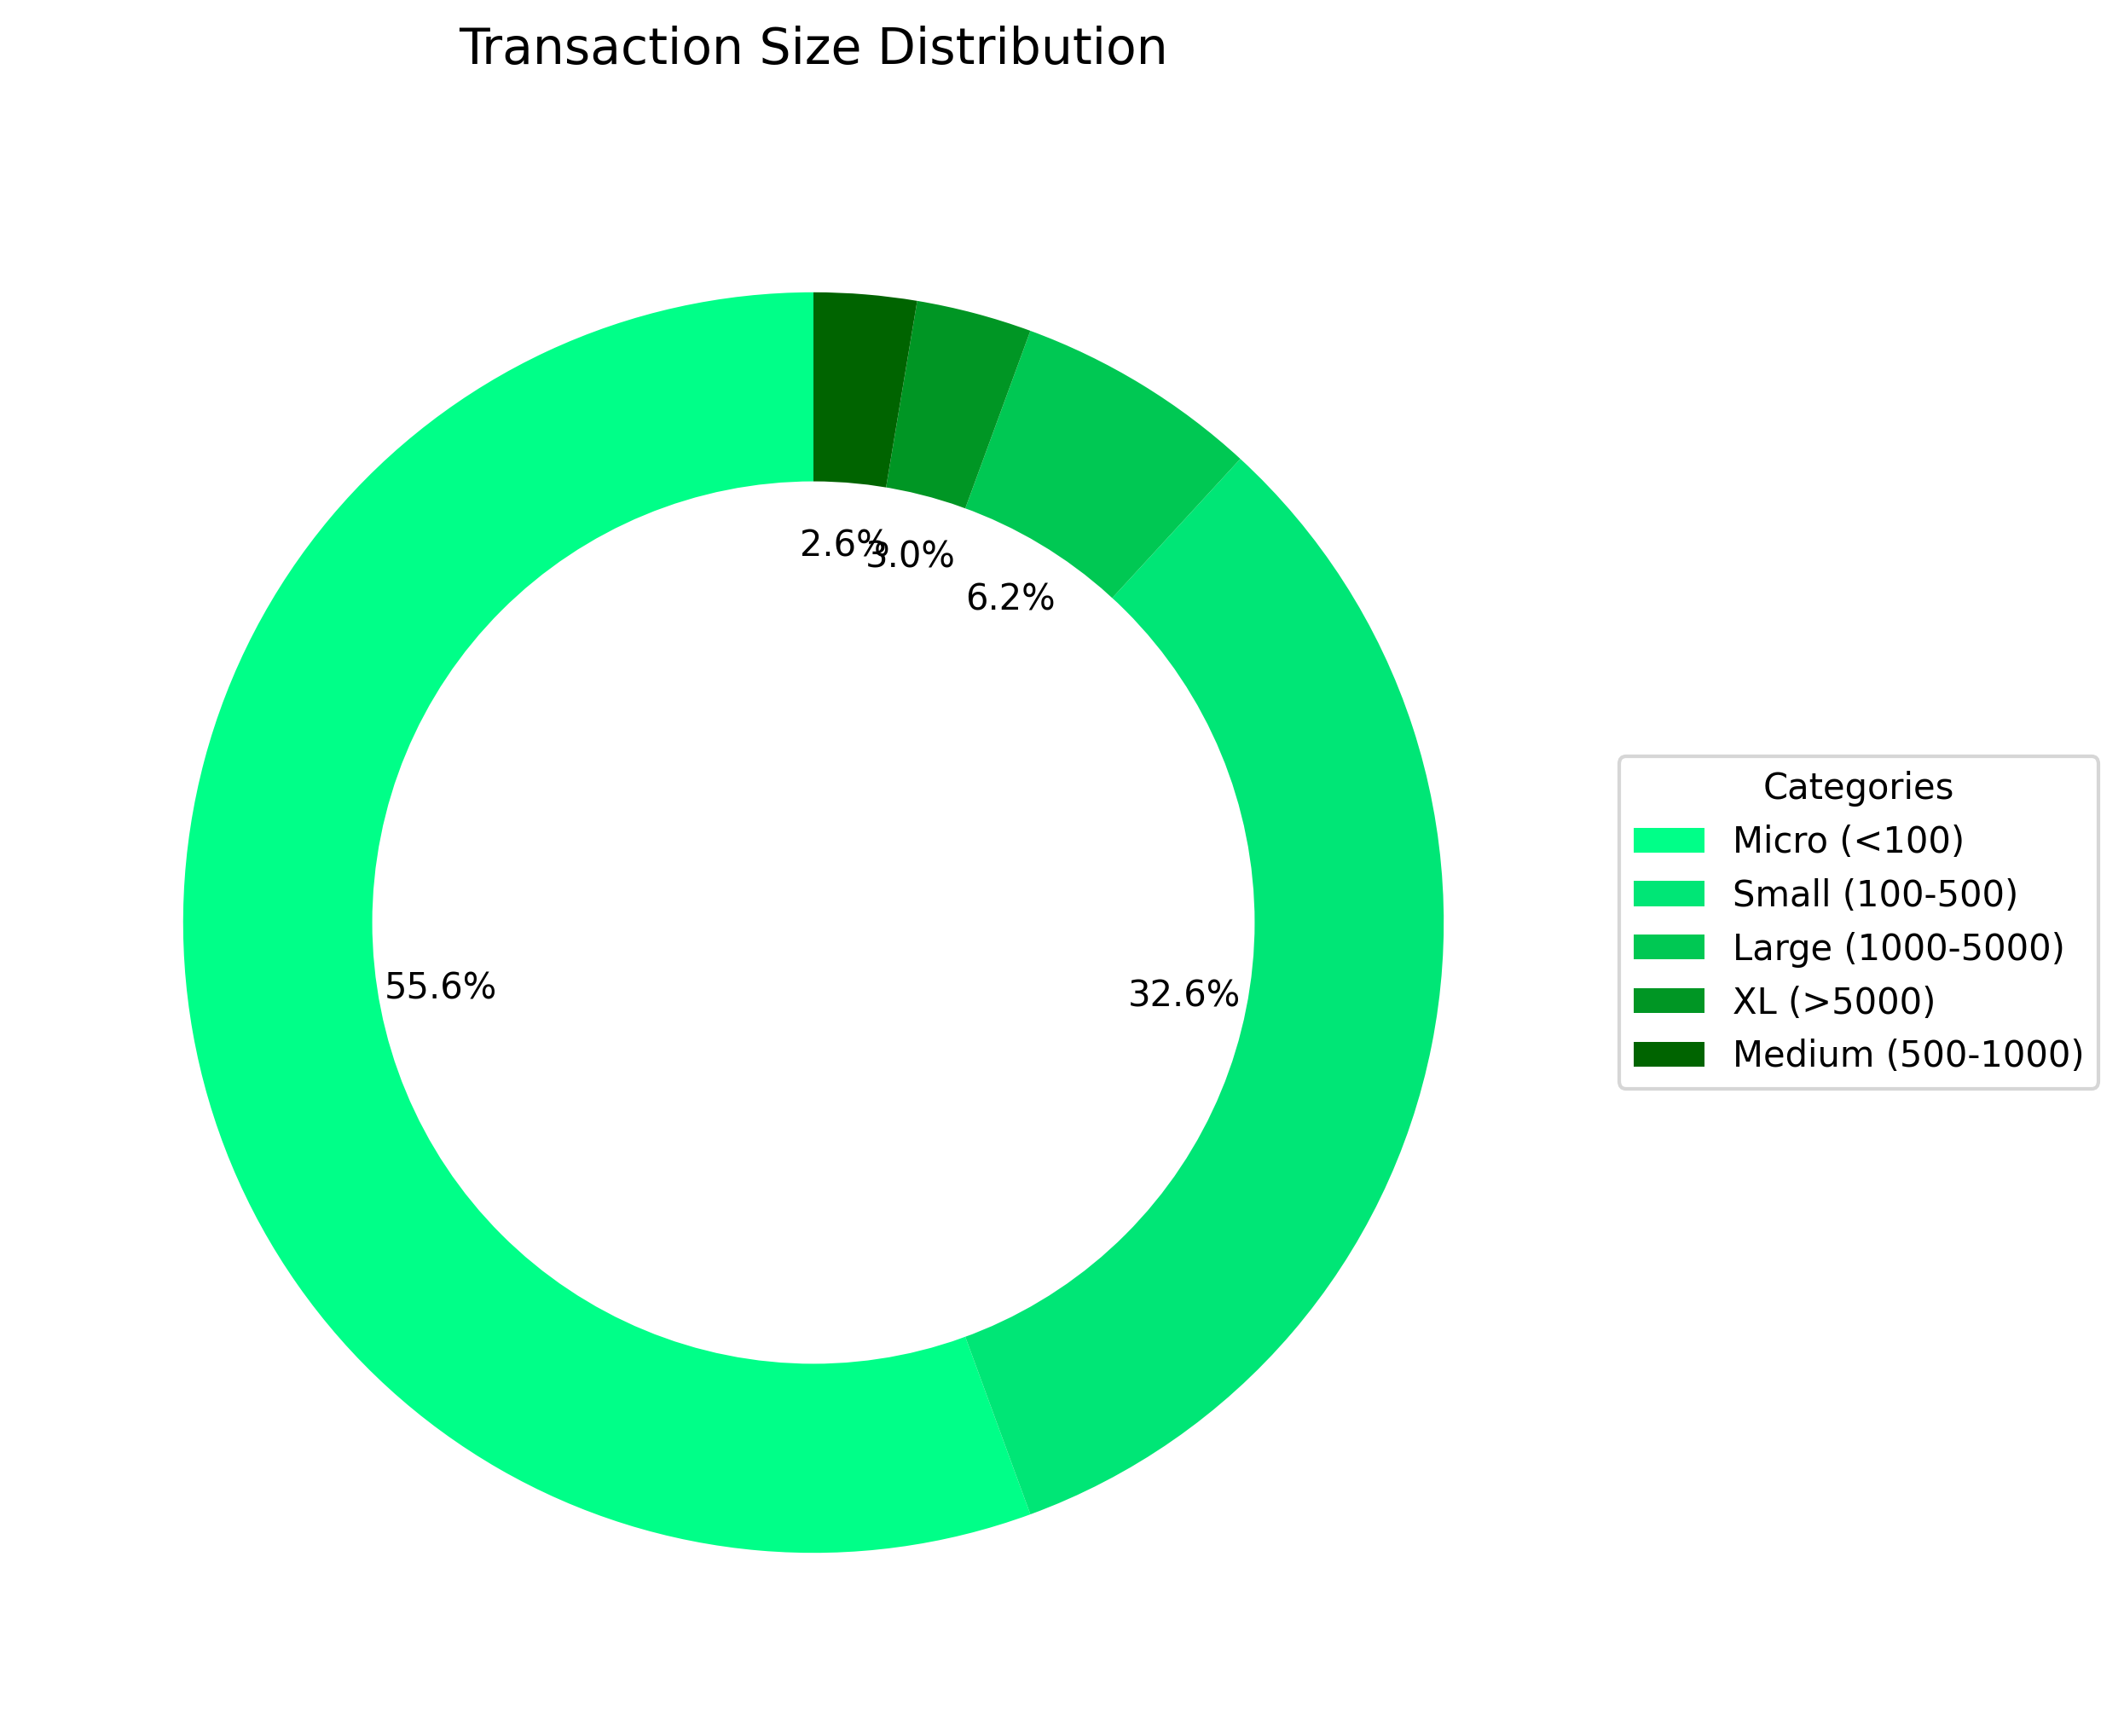 Transaction Size Distribution
2.6%
3.0%
6.2%
55.6%
32.6%
Categories
Micro (<100)
Small (100-500)
Large (1000-5000)
XL (>5000)
Medium (500-1000)